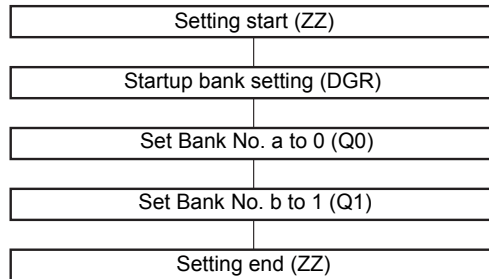 Setting start (ZZ)
Startup bank setting (DGR)
Set Bank No. a to 0 (Q0)
Set Bank No. b to 1 (Q1)
Setting end (ZZ)